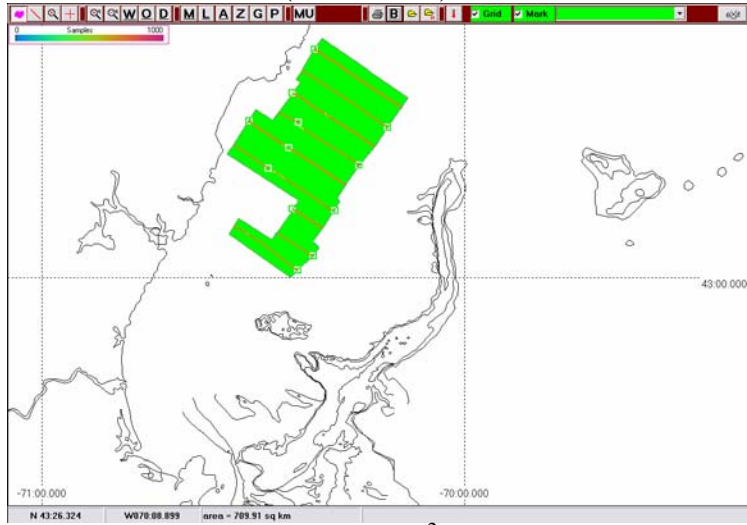 W O D M L A Z G P MU B Grid Mark exit
0 Samples 1000
43:00.000
-71:00.000 -70:00.000
N 43:26.324 W070:08.899 area = 709.91 sq km